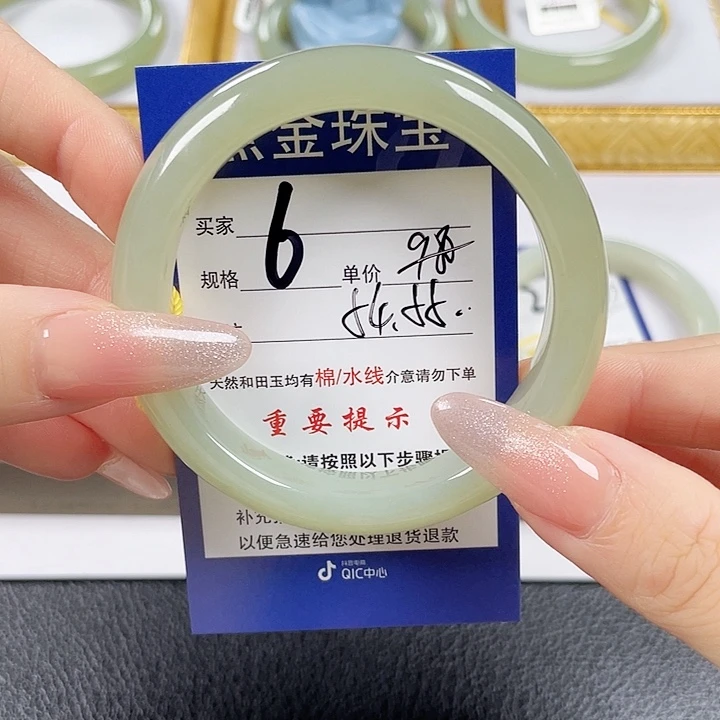 金珠宝
买家
规格 6 单价 98
54.55..
天然和田玉均有棉/水线介意请勿下单
重要提示
请按照以下步骤
补充
以便急速给您处理退货退款
抖音电商
QIC中心